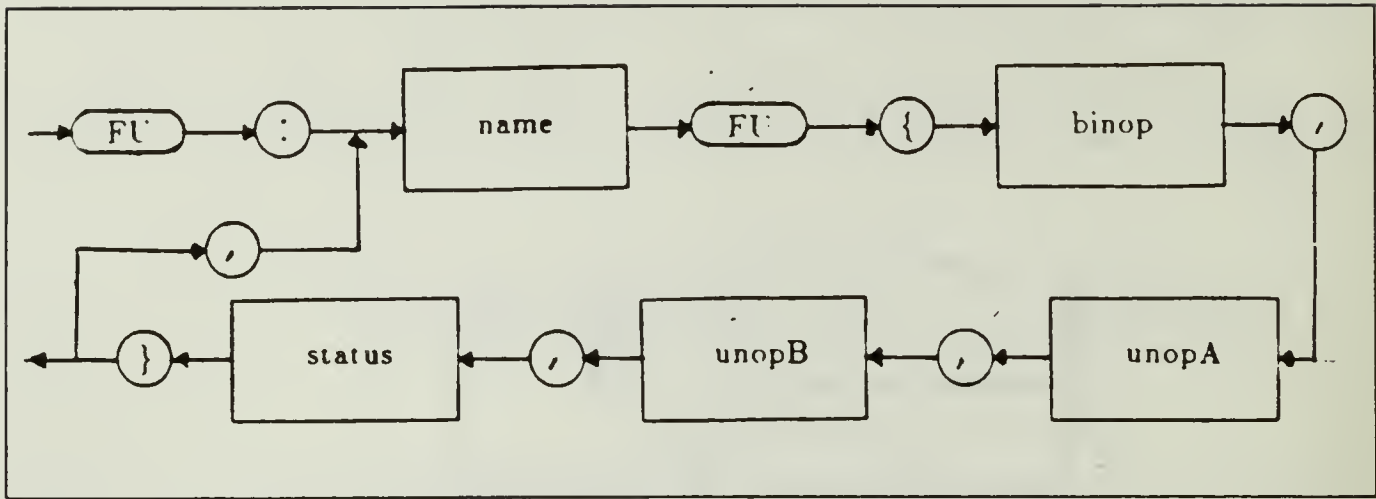 FU : name FU { binop ,
,
} status , unopB , unopA